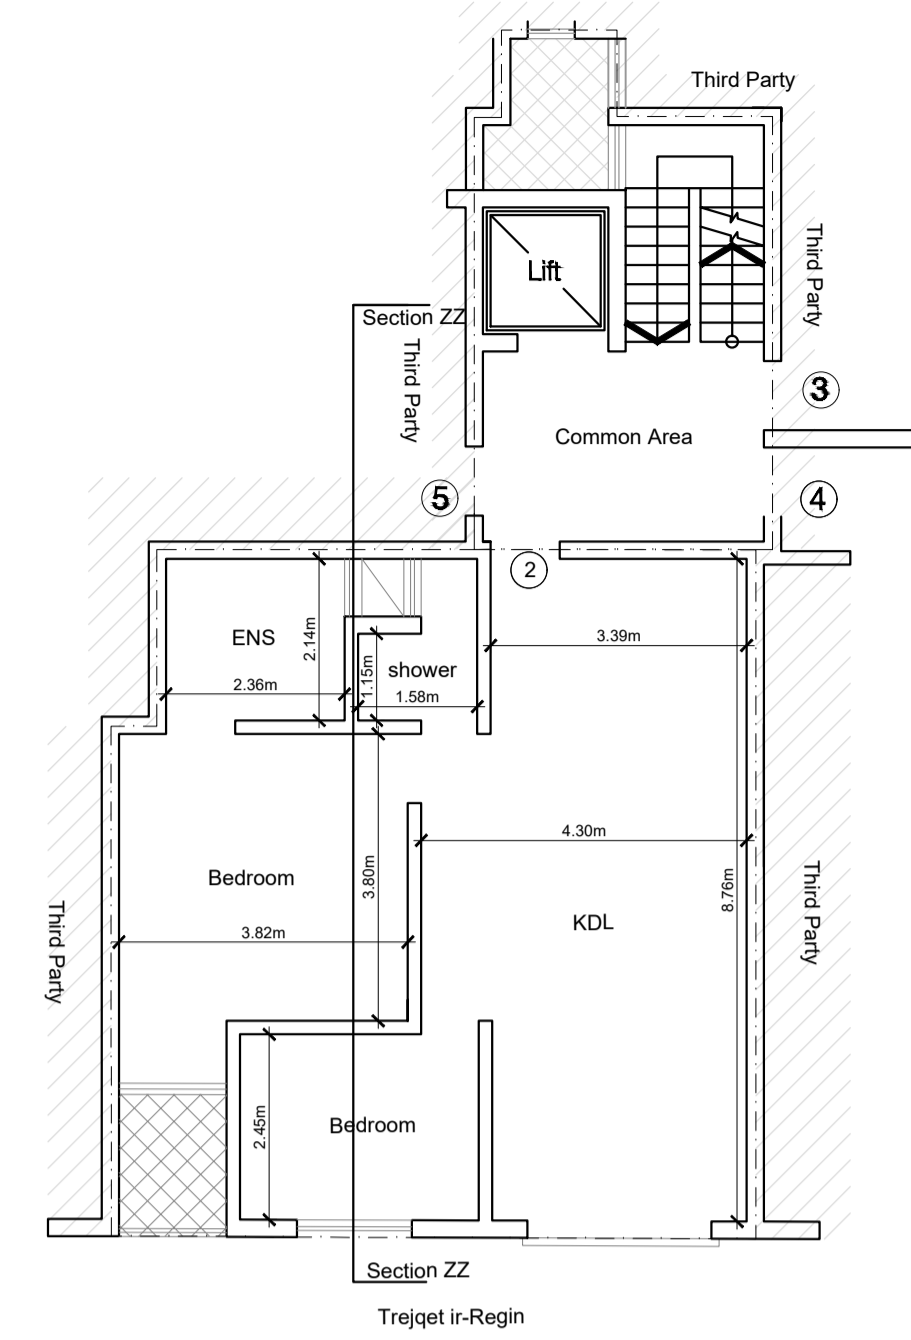 Third Party
Third Party
Lift
Section ZZ
Third Party
3
Common Area
5
4
2
ENS
2.14m
shower
1.15m
3.39m
2.36m
1.58m
4.30m
Bedroom
3.80m
8.76m
KDL
3.82m
Third Party
Third Party
2.45m
Bedroom
Section ZZ
Trejqet ir-Regin